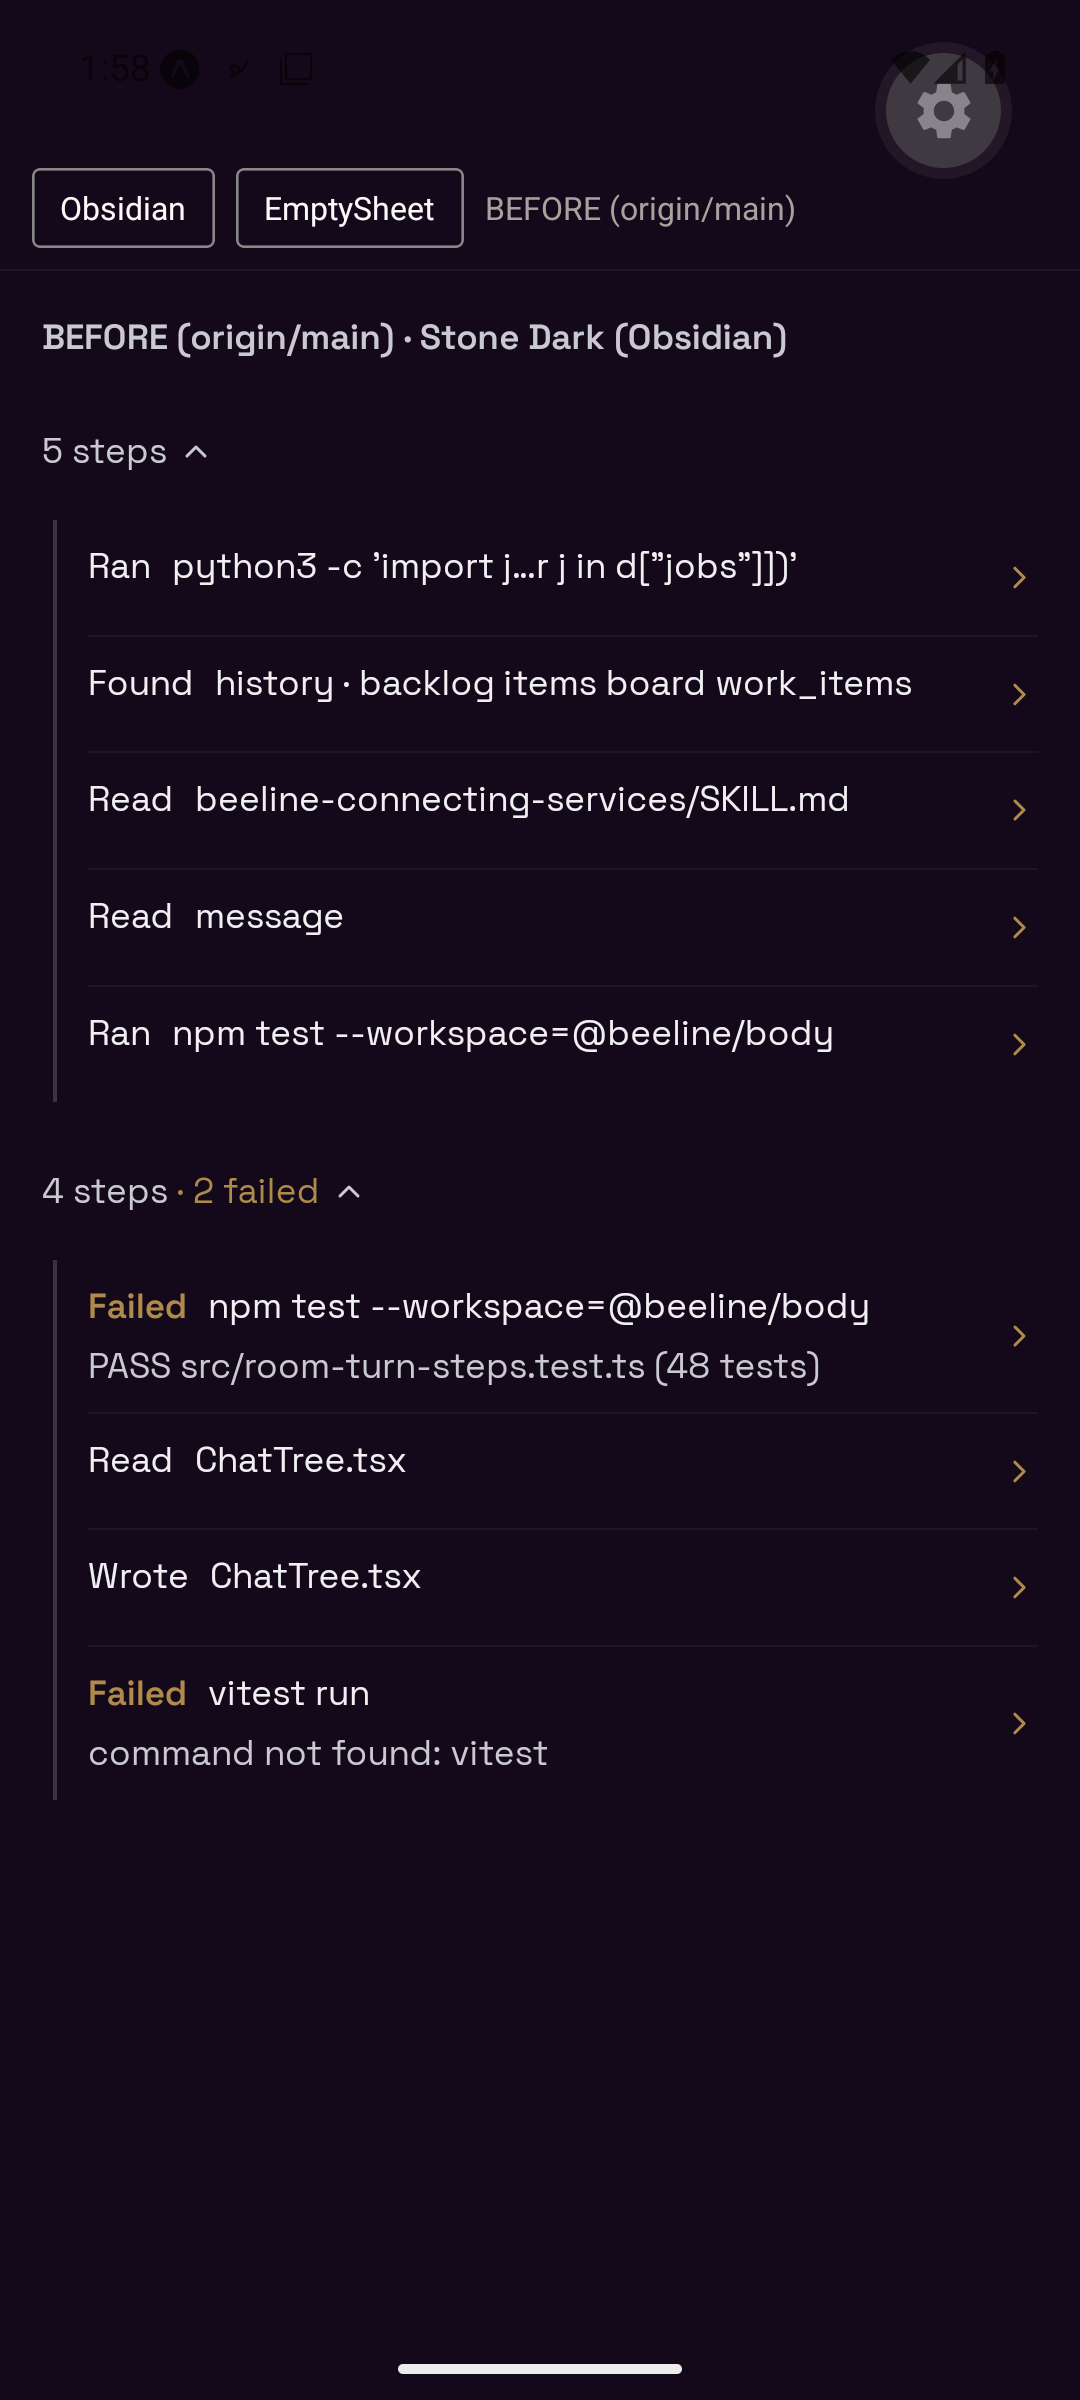 1:58
Obsidian EmptySheet BEFORE (origin/main)
BEFORE (origin/main) · Stone Dark (Obsidian)
5 steps
Ran python3 -c 'import j...r j in d["jobs"]])'
Found history · backlog items board work_items
Read beeline-connecting-services/SKILL.md
Read message
Ran npm test --workspace=@beeline/body
4 steps · 2 failed
Failed npm test --workspace=@beeline/body
PASS src/room-turn-steps.test.ts (48 tests)
Read ChatTree.tsx
Wrote ChatTree.tsx
Failed vitest run
command not found: vitest